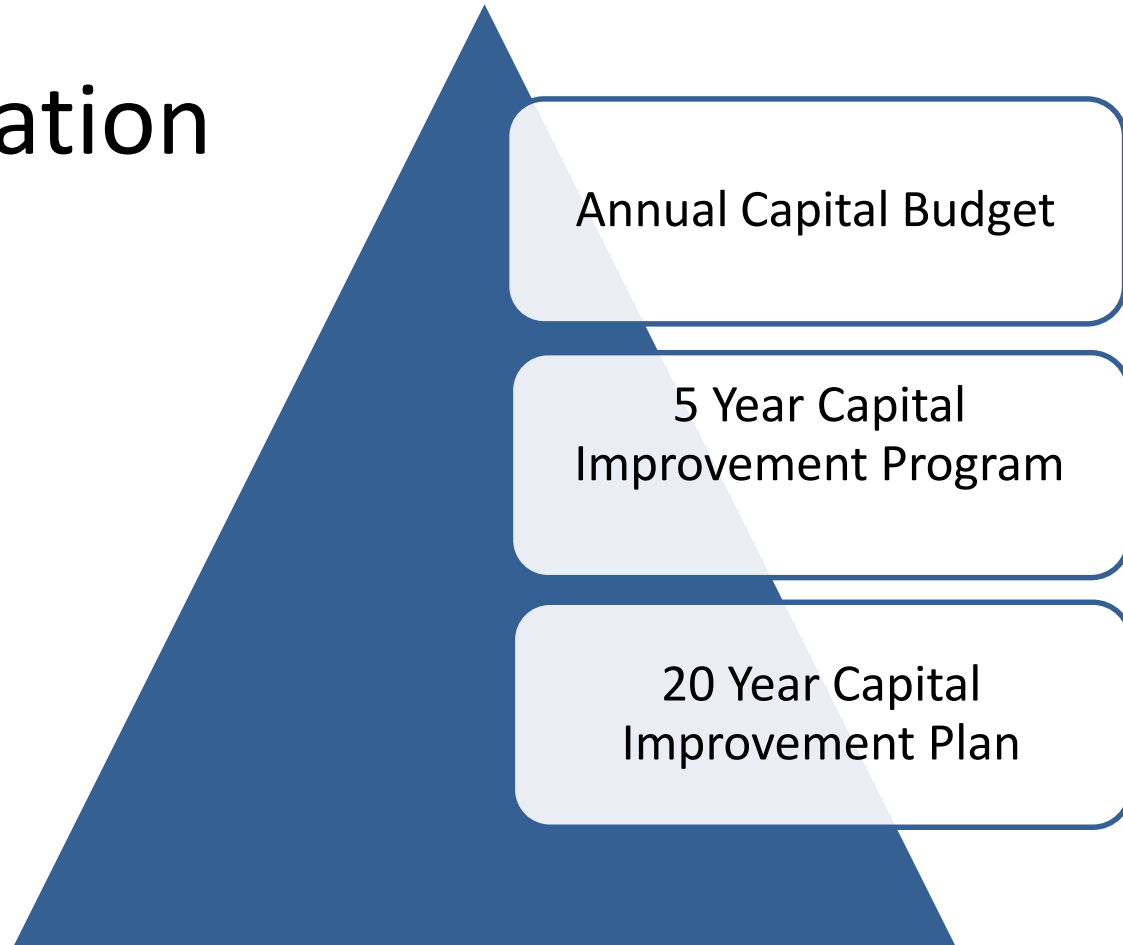 ation
Annual Capital Budget
5 Year Capital
Improvement Program
20 Year Capital
Improvement Plan